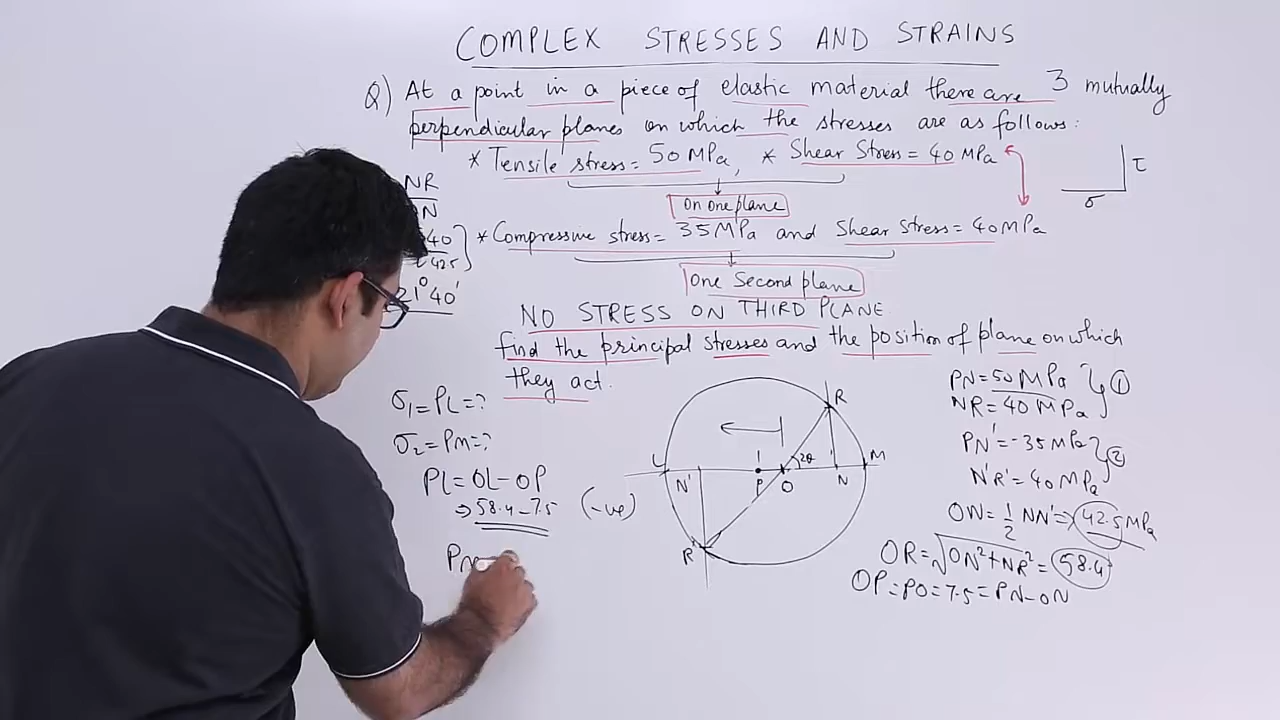 COMPLEX STRESSES AND STRAINS
Q) At a point in a piece of elastic material there are 3 mutually
perpendicular planes on which the stresses are as follows:
* Tensile stress = 50 MPa, * Shear Stress = 40 MPa
τ
σ
On one plane
* Compressive stress = 35 MPa and Shear Stress = 40 MPa
One Second plane
NO STRESS ON THIRD PLANE.
find the principal stresses and the position of plane on which
they act.
NR
N
40
42.5
21°40'
σ1 = PL = ?
σ2 = PM = ?
PL = OL - OP
⇒ 58.4 - 7.5 (-ve)
PM
R
L
N'
P
O
2θ
N
M
R'
PN = 50 MPa
NR = 40 MPa
1
PN' = -35 MPa
N'R' = 40 MPa
2
ON = 1/2 NN' ⇒ 42.5 MPa
OR = √ON²+NR² = 58.4
OP = PO = 7.5 = PN - ON